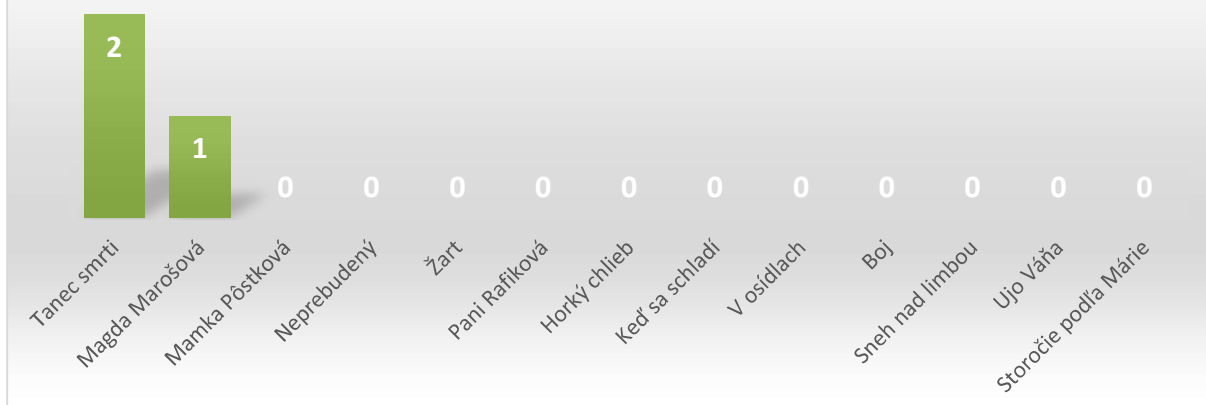 2
1
0 0 0 0 0 0 0 0 0 0 0
Tanec smrti
Magda Marošová
Mamka Pôstková
Neprebudený
Žart
Pani Rafiková
Horký chlieb
Keď sa schladí
V osídlach
Boj
Sneh nad limbou
Ujo Váňa
Storočie podľa Márie